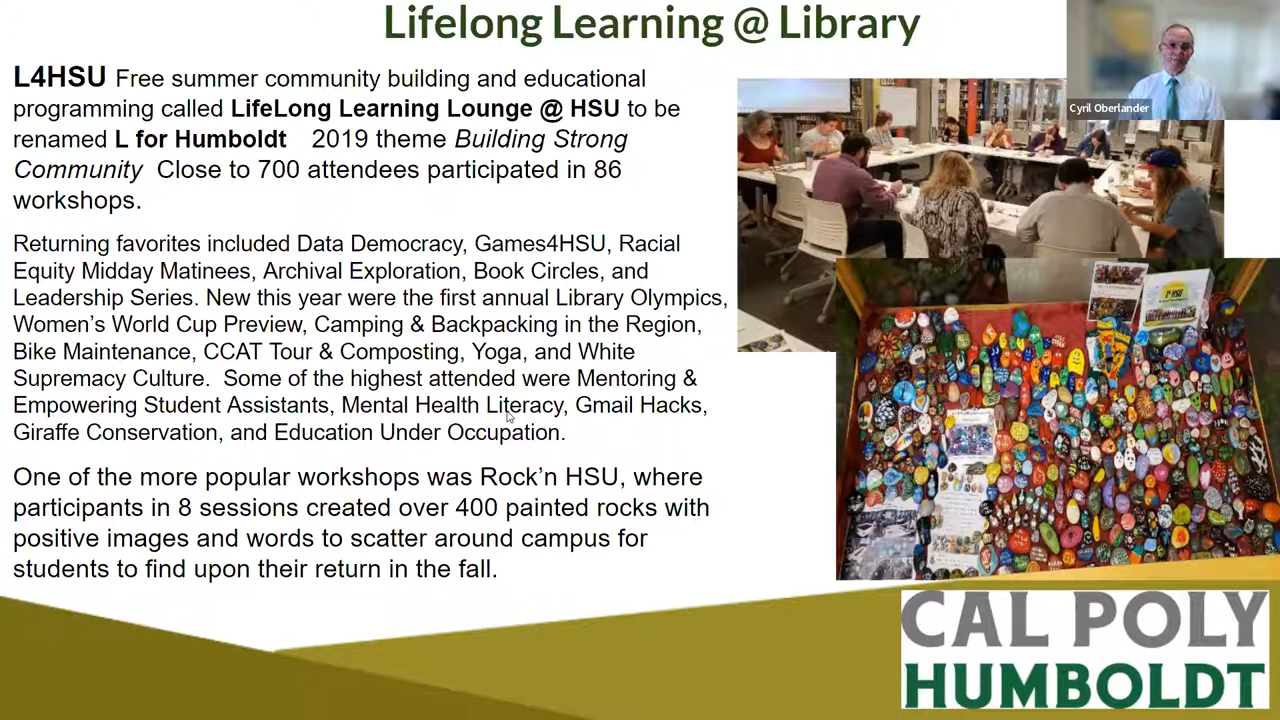 Lifelong Learning @ Library
Cyril Oberlander
L4HSU Free summer community building and educational
programming called LifeLong Learning Lounge @ HSU to be
renamed L for Humboldt 2019 theme Building Strong
Community Close to 700 attendees participated in 86
workshops.
Returning favorites included Data Democracy, Games4HSU, Racial
Equity Midday Matinees, Archival Exploration, Book Circles, and
Leadership Series. New this year were the first annual Library Olympics,
Women’s World Cup Preview, Camping & Backpacking in the Region,
Bike Maintenance, CCAT Tour & Composting, Yoga, and White
Supremacy Culture. Some of the highest attended were Mentoring &
Empowering Student Assistants, Mental Health Literacy, Gmail Hacks,
Giraffe Conservation, and Education Under Occupation.
One of the more popular workshops was Rock’n HSU, where
participants in 8 sessions created over 400 painted rocks with
positive images and words to scatter around campus for
students to find upon their return in the fall.
CAL POLY
HUMBOLDT